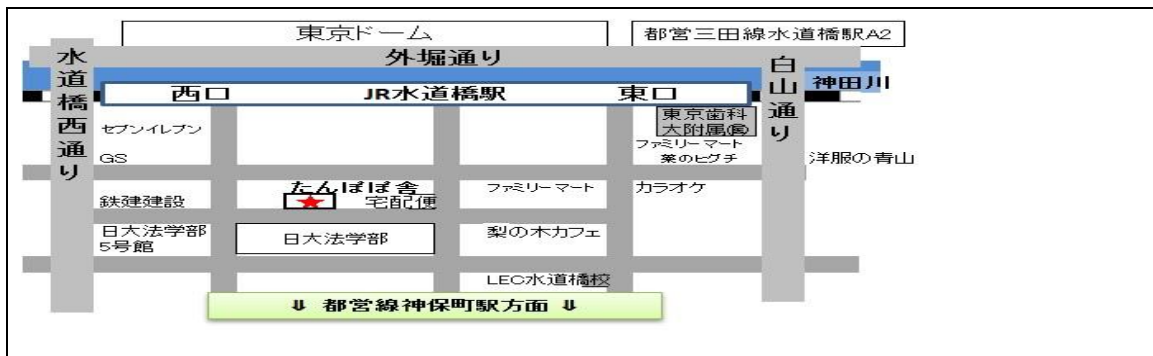 東京ドーム
都営三田線水道橋駅A2
外堀通り
水道橋西通り
白山通り
神田川
西口 JR水道橋駅 東口
東京歯科
大附属㊩
セブンイレブン
ファミリーマート
薬のヒグチ
GS
洋服の青山
たんぽぽ舎
ファミリーマート
カラオケ
鉄建建設
★ 宅配便
日大法学部
5号館
日大法学部
梨の木カフェ
LEC水道橋校
⇓ 都営線神保町駅方面 ⇓